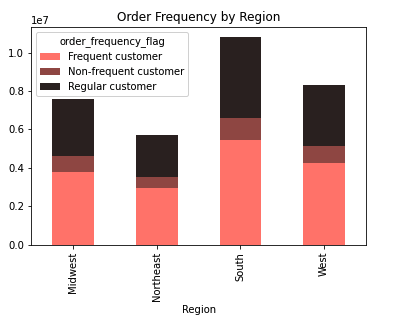 Order Frequency by Region
1e7
order_frequency_flag
Frequent customer
Non-frequent customer
Regular customer
1.0
0.8
0.6
0.4
0.2
0.0
Midwest
Northeast
South
West
Region